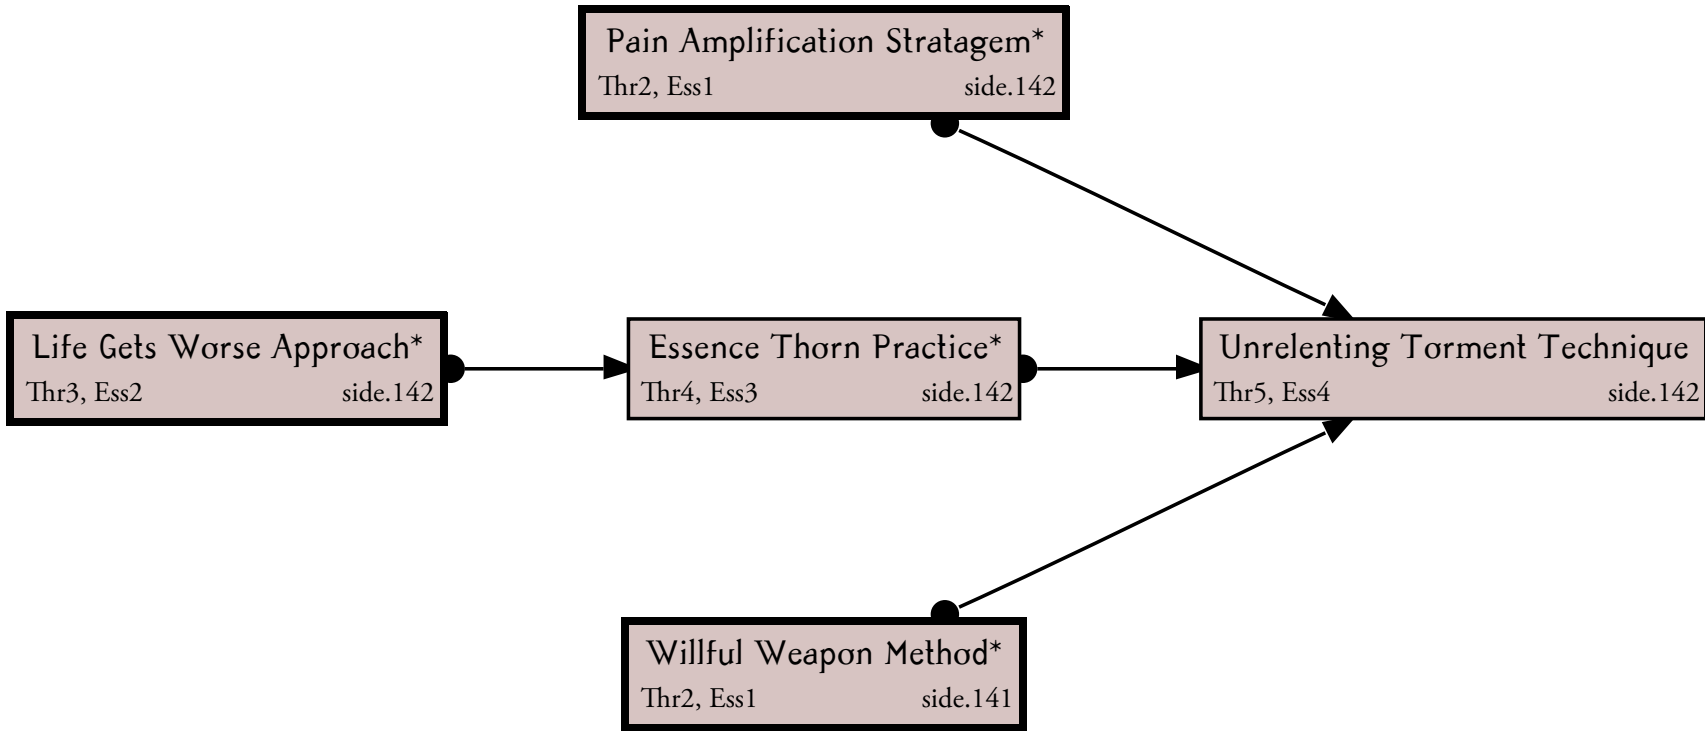 Pain Amplification Stratagem*
Thr2, Ess1 side.142
Life Gets Worse Approach*
Thr3, Ess2 side.142
Essence Thorn Practice*
Thr4, Ess3 side.142
Unrelenting Torment Technique
Thr5, Ess4 side.142
Willful Weapon Method*
Thr2, Ess1 side.141